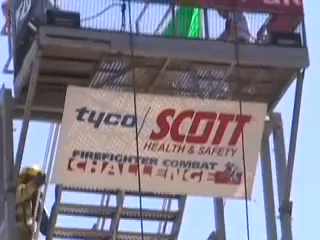 tyco / SCOTT
HEALTH & SAFETY
FIREFIGHTER COMBAT
CHALLENGE